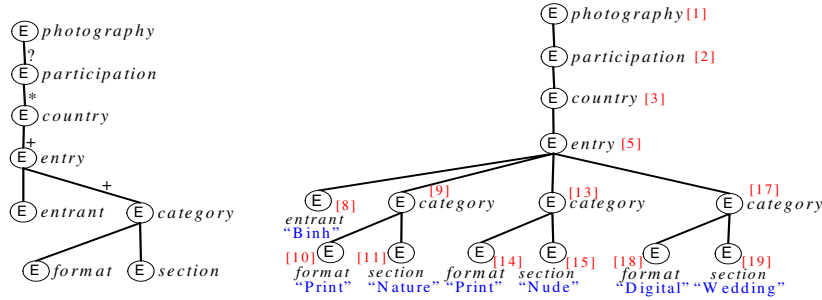 E photography
?
E participation
*
E country
+
E entry
+
E entrant
E category
E format
E section
E photography [1]
E participation [2]
E country [3]
E entry [5]
E [8]
entrant
"Binh"
E [9]
category
E [13]
category
E [17]
category
[10] E
format
"Print"
[11] E
section
"Nature"
E [14]
format
"Print"
E [15]
section
"Nude"
[18] E
format
"Digital"
E [19]
section
"Wedding"